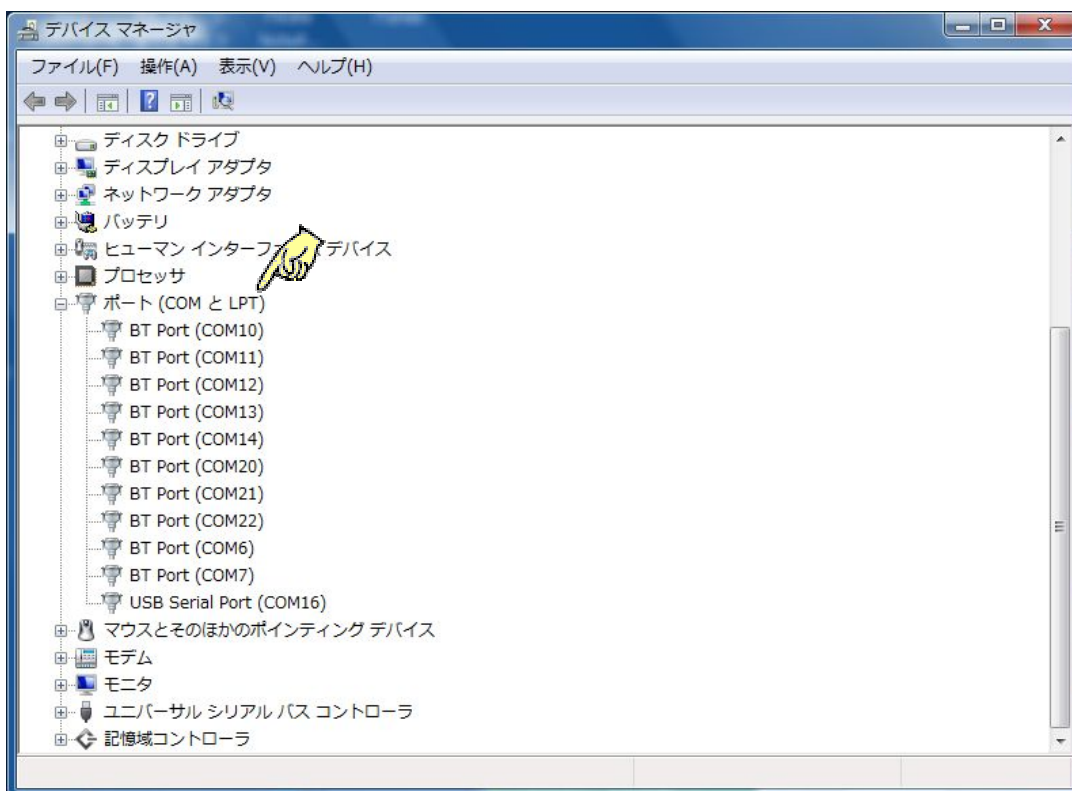 デバイス マネージャ
ファイル(F) 操作(A) 表示(V) ヘルプ(H)
ディスク ドライブ
ディスプレイ アダプタ
ネットワーク アダプタ
バッテリ
ヒューマン インターフ デバイス
プロセッサ
ポート (COM と LPT)
BT Port (COM10)
BT Port (COM11)
BT Port (COM12)
BT Port (COM13)
BT Port (COM14)
BT Port (COM20)
BT Port (COM21)
BT Port (COM22)
BT Port (COM6)
BT Port (COM7)
USB Serial Port (COM16)
マウスとそのほかのポインティング デバイス
モデム
モニタ
ユニバーサル シリアル バス コントローラ
記憶域コントローラ